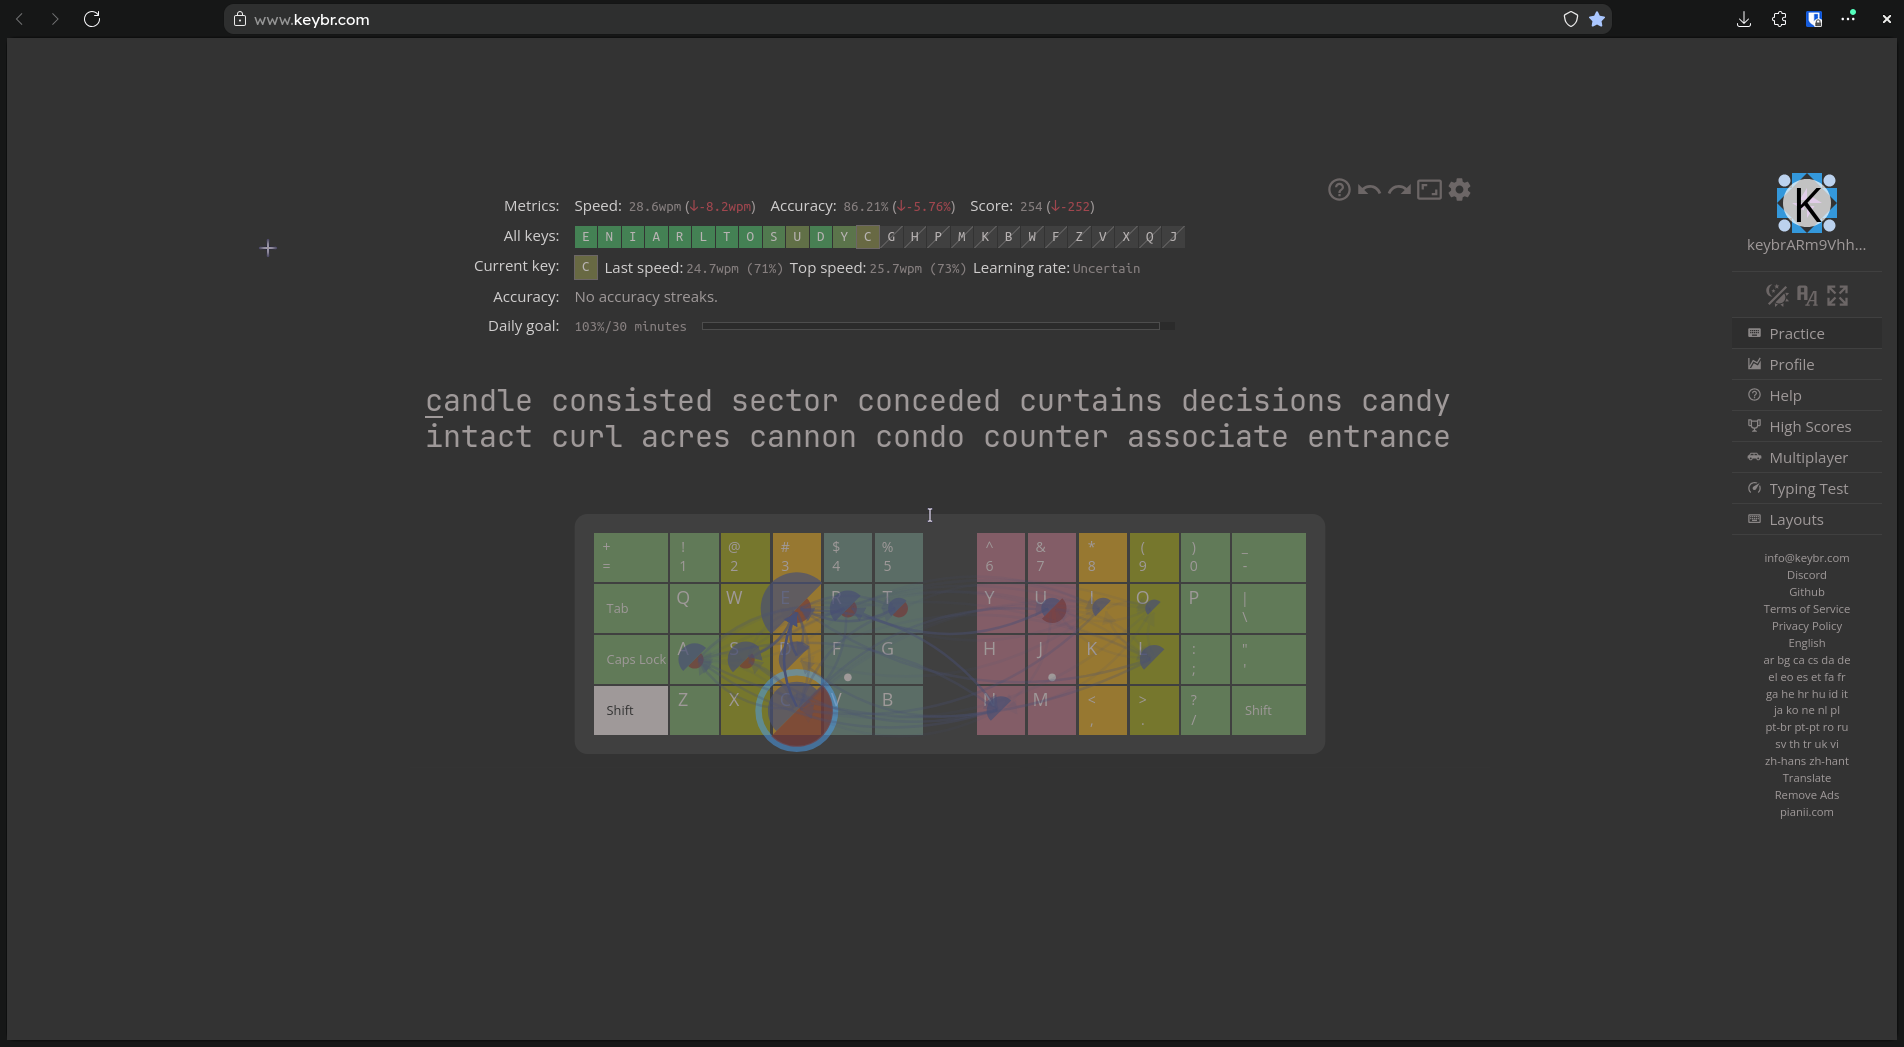 www.keybr.com
Metrics: Speed: 28.6wpm (↓-8.2wpm) Accuracy: 86.21% (↓-5.76%) Score: 254 (↓-252)
All keys: E N I A R L T O S U D Y C G H P M K B W F Z V X Q J
Current key: C Last speed: 24.7wpm (71%) Top speed: 25.7wpm (73%) Learning rate: Uncertain
Accuracy: No accuracy streaks.
Daily goal: 103%/30 minutes
candle consisted sector conceded curtains decisions candy
intact curl acres cannon condo counter associate entrance
+ ! @ # $ % ^ & * ( ) _
= 1 2 3 4 5 6 7 8 9 0 -
Tab Q W E R T Y U I O P | \
Caps Lock A S F G H J K L : ; " '
Shift Z X V B N M < , > . ? / Shift
K
keybrARm9Vhh...
Practice
Profile
Help
High Scores
Multiplayer
Typing Test
Layouts
info@keybr.com
Discord
Github
Terms of Service
Privacy Policy
English
ar bg ca cs da de
el eo es et fa fr
ga he hr hu id it
ja ko ne nl pl
pt-br pt-pt ro ru
sv th tr uk vi
zh-hans zh-hant
Translate
Remove Ads
pianii.com